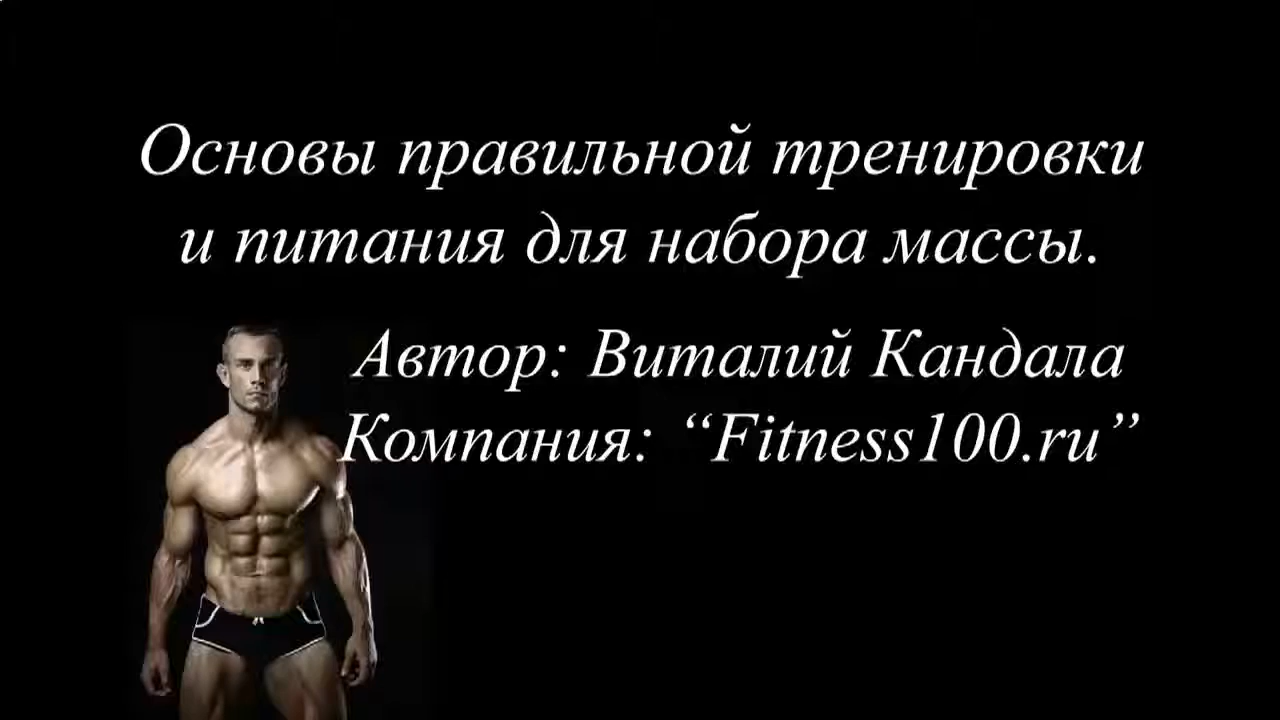 Основы правильной тренировки
и питания для набора массы.
Автор: Виталий Кандала
Компания: “Fitness100.ru”